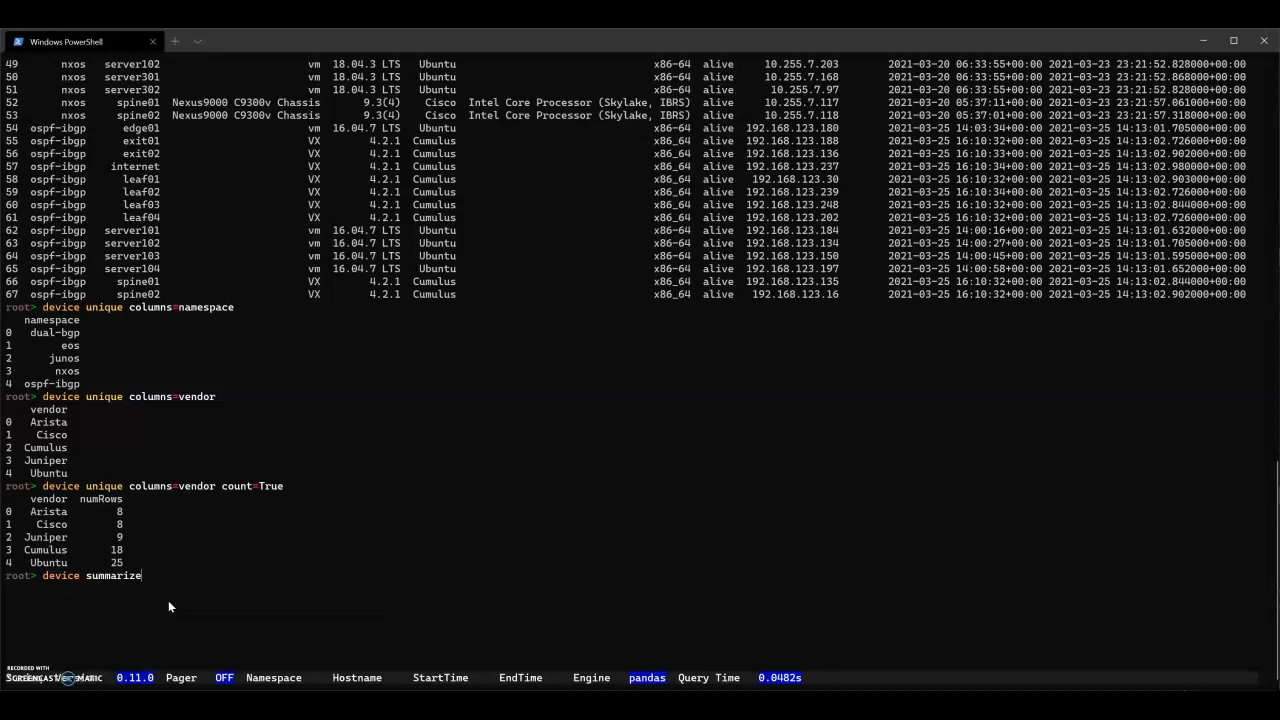 Windows PowerShell
49 nxos server102 vm 18.04.3 LTS Ubuntu x86-64 alive 10.255.7.203 2021-03-20 06:33:55+00:00 2021-03-23 23:21:52.828000+00:00
50 nxos server301 vm 18.04.3 LTS Ubuntu x86-64 alive 10.255.7.168 2021-03-20 06:33:55+00:00 2021-03-23 23:21:52.868000+00:00
51 nxos server302 vm 18.04.3 LTS Ubuntu x86-64 alive 10.255.7.97 2021-03-20 06:33:55+00:00 2021-03-23 23:21:52.828000+00:00
52 nxos spine01 Nexus9000 C9300v Chassis 9.3(4) Cisco Intel Core Processor (Skylake, IBRS) alive 10.255.7.117 2021-03-20 05:37:11+00:00 2021-03-23 23:21:57.061000+00:00
53 nxos spine02 Nexus9000 C9300v Chassis 9.3(4) Cisco Intel Core Processor (Skylake, IBRS) alive 10.255.7.118 2021-03-20 05:37:01+00:00 2021-03-23 23:21:57.318000+00:00
54 ospf-ibgp edge01 vm 16.04.7 LTS Ubuntu x86-64 alive 192.168.123.180 2021-03-25 14:03:34+00:00 2021-03-25 14:13:01.705000+00:00
55 ospf-ibgp exit01 VX 4.2.1 Cumulus x86_64 alive 192.168.123.188 2021-03-25 16:10:32+00:00 2021-03-25 14:13:02.726000+00:00
56 ospf-ibgp exit02 VX 4.2.1 Cumulus x86_64 alive 192.168.123.136 2021-03-25 16:10:33+00:00 2021-03-25 14:13:02.982000+00:00
57 ospf-ibgp internet VX 4.2.1 Cumulus x86_64 alive 192.168.123.237 2021-03-25 16:10:34+00:00 2021-03-25 14:13:02.980000+00:00
58 ospf-ibgp leaf01 VX 4.2.1 Cumulus x86_64 alive 192.168.123.30 2021-03-25 16:10:32+00:00 2021-03-25 14:13:02.903000+00:00
59 ospf-ibgp leaf02 VX 4.2.1 Cumulus x86_64 alive 192.168.123.239 2021-03-25 16:10:34+00:00 2021-03-25 14:13:02.726000+00:00
60 ospf-ibgp leaf03 VX 4.2.1 Cumulus x86_64 alive 192.168.123.248 2021-03-25 16:10:32+00:00 2021-03-25 14:13:02.844000+00:00
61 ospf-ibgp leaf04 VX 4.2.1 Cumulus x86_64 alive 192.168.123.202 2021-03-25 16:10:32+00:00 2021-03-25 14:13:02.726000+00:00
62 ospf-ibgp server101 vm 16.04.7 LTS Ubuntu x86-64 alive 192.168.123.184 2021-03-25 14:00:16+00:00 2021-03-25 14:13:01.632000+00:00
63 ospf-ibgp server102 vm 16.04.7 LTS Ubuntu x86-64 alive 192.168.123.134 2021-03-25 14:00:27+00:00 2021-03-25 14:13:01.705000+00:00
64 ospf-ibgp server103 vm 16.04.7 LTS Ubuntu x86-64 alive 192.168.123.150 2021-03-25 14:00:45+00:00 2021-03-25 14:13:01.595000+00:00
65 ospf-ibgp server104 vm 16.04.7 LTS Ubuntu x86-64 alive 192.168.123.197 2021-03-25 14:00:58+00:00 2021-03-25 14:13:01.652000+00:00
66 ospf-ibgp spine01 VX 4.2.1 Cumulus x86_64 alive 192.168.123.135 2021-03-25 16:10:32+00:00 2021-03-25 14:13:02.844000+00:00
67 ospf-ibgp spine02 VX 4.2.1 Cumulus x86_64 alive 192.168.123.16 2021-03-25 16:10:32+00:00 2021-03-25 14:13:02.902000+00:00
root> device unique columns=namespace
namespace
0 dual-bgp
1 eos
2 junos
3 nxos
4 ospf-ibgp
root> device unique columns=vendor
vendor
0 Arista
1 Cisco
2 Cumulus
3 Juniper
4 Ubuntu
root> device unique columns=vendor count=True
vendor numRows
0 Arista 8
1 Cisco 8
2 Juniper 9
3 Cumulus 18
4 Ubuntu 25
root> device summarize
RECORDED WITH
SCREENCAST-O-MATIC 0.11.0 Pager OFF Namespace Hostname StartTime EndTime Engine pandas Query Time 0.0482s